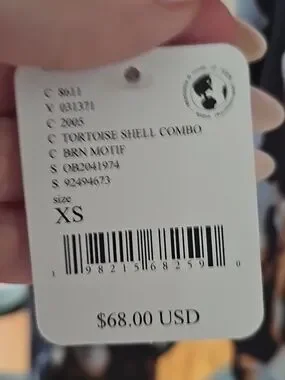 C 8611
V 031371
C 2005
C TORTOISE SHELL COMBO
C BRN MOTIF
S OB2041974
S 92494673
size
XS
1 98215 68259 0
$68.00 USD